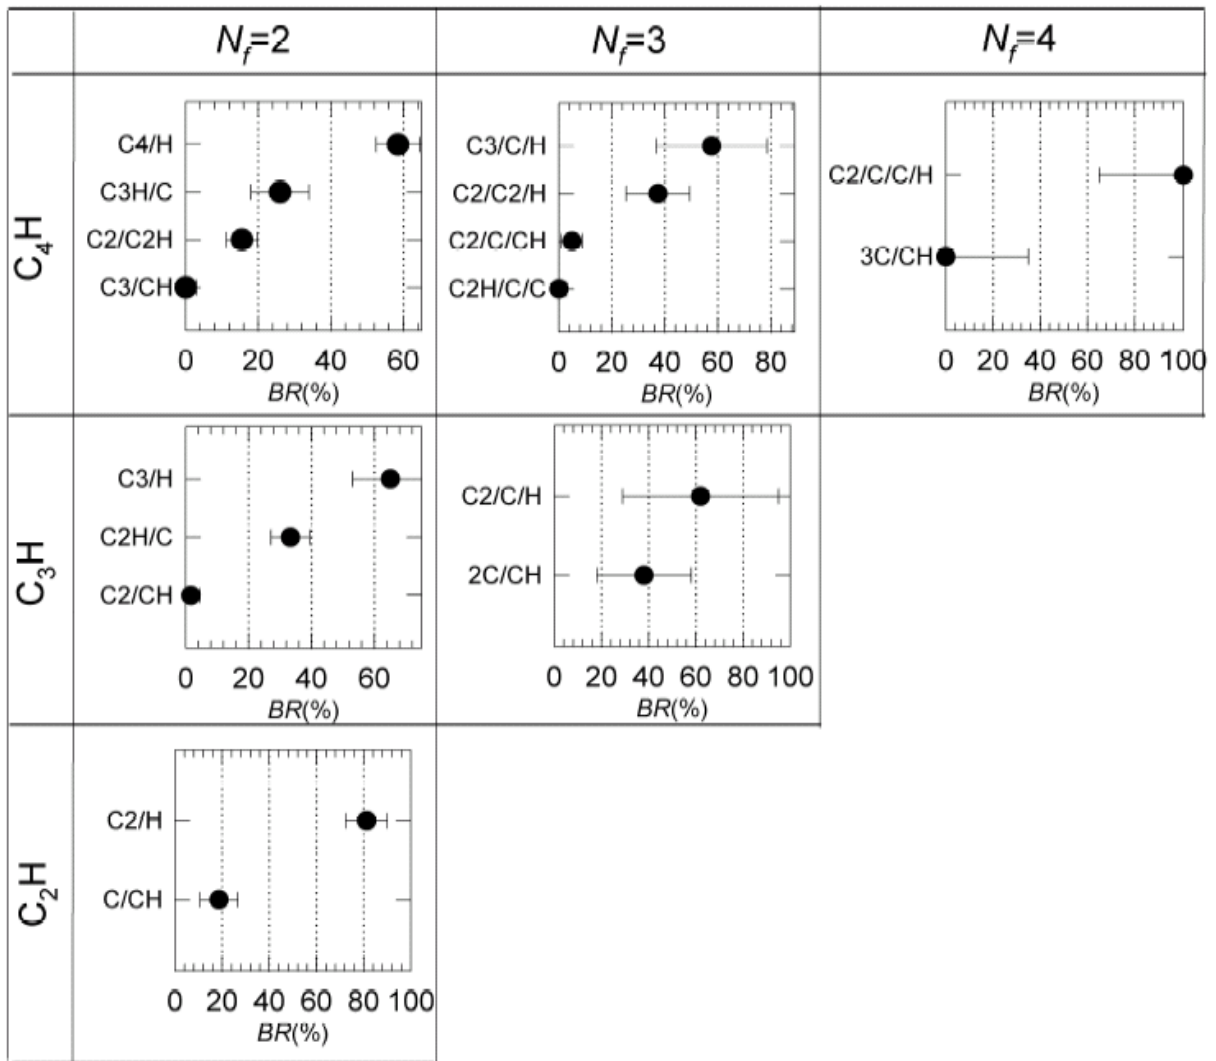 N_f=2 N_f=3 N_f=4
C₄H
C4/H
C3H/C
C2/C2H
C3/CH
0 20 40 60
BR(%)
C3/C/H
C2/C2/H
C2/C/CH
C2H/C/C
0 20 40 60 80
BR(%)
C2/C/C/H
3C/CH
0 20 40 60 80 100
BR(%)
C₃H
C3/H
C2H/C
C2/CH
0 20 40 60
BR(%)
C2/C/H
2C/CH
0 20 40 60 80 100
BR(%)
C₂H
C2/H
C/CH
0 20 40 60 80 100
BR(%)